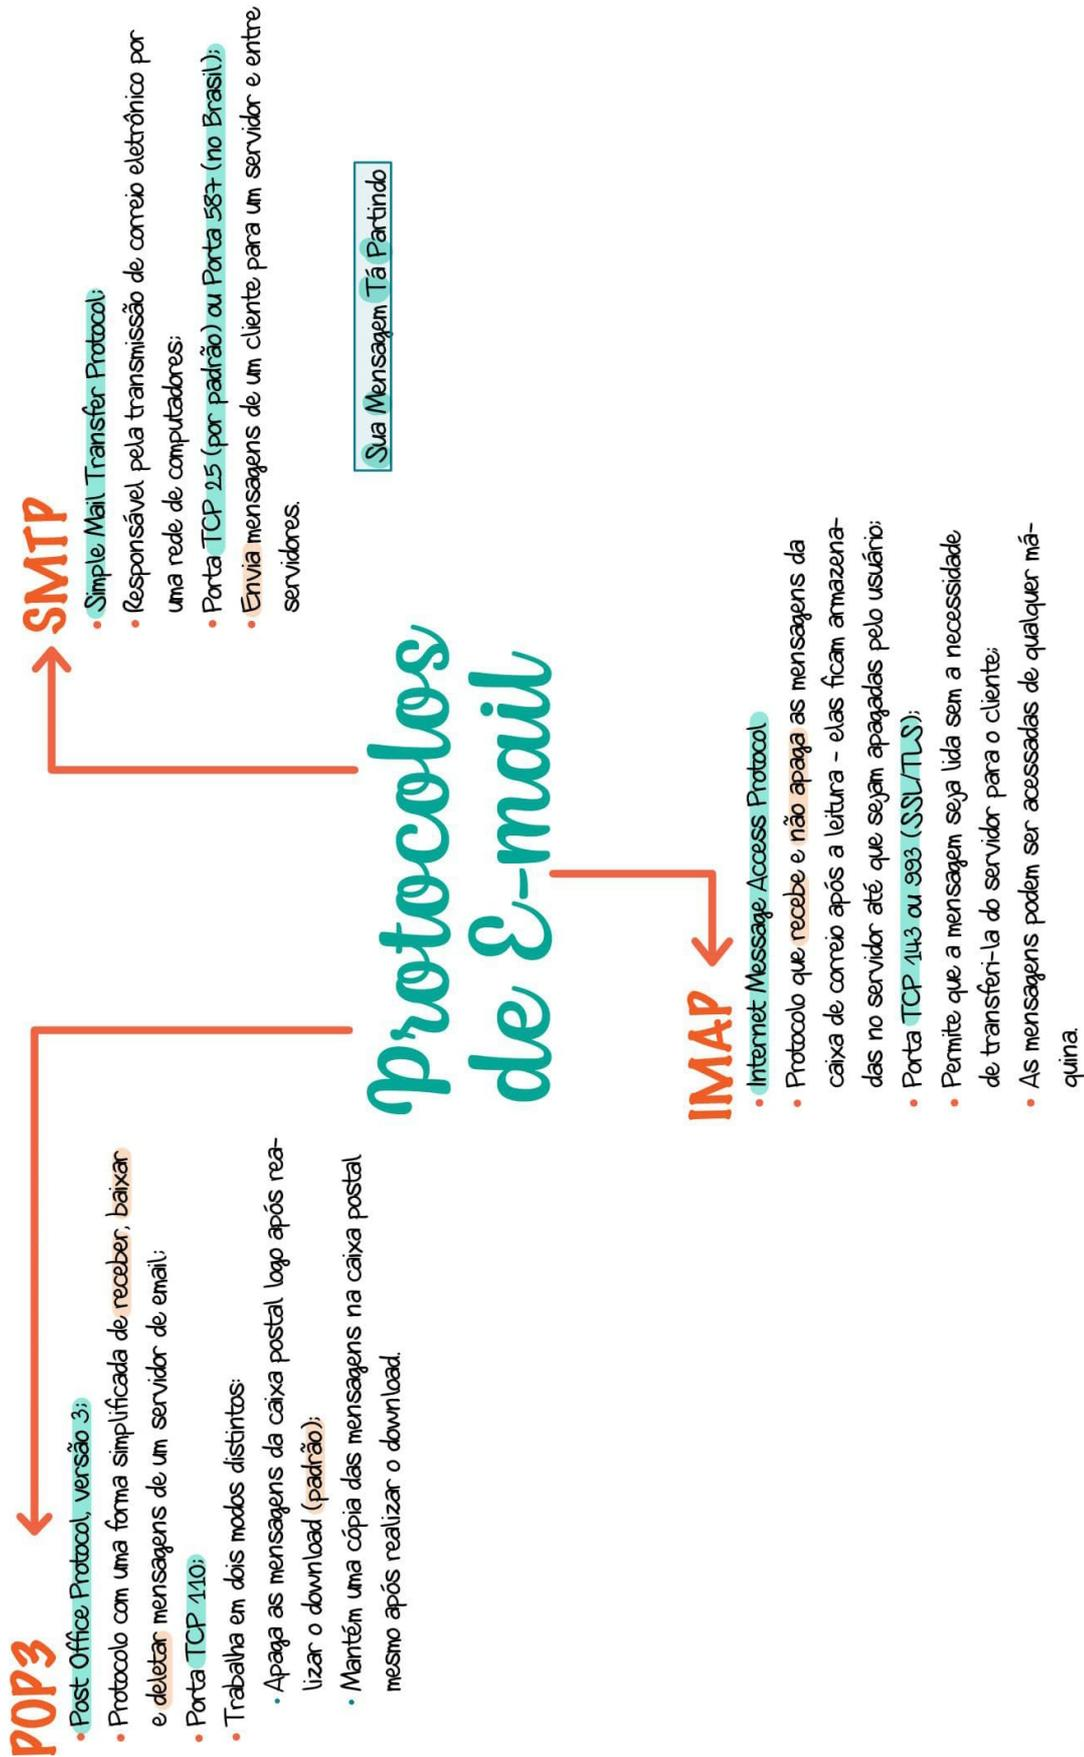 POP3
• Post Office Protocol, versão 3;
• Protocolo com uma forma simplificada de receber, baixar
e deletar mensagens de um servidor de email;
• Porta TCP 110;
• Trabalha em dois modos distintos:
• Apaga as mensagens da caixa postal logo após rea-
lizar o download (padrão);
• Mantém uma cópia das mensagens na caixa postal
mesmo após realizar o download.
SMTP
• Simple Mail Transfer Protocol;
• Responsável pela transmissão de correio eletrônico por
uma rede de computadores;
• Porta TCP 25 (por padrão) ou Porta 587 (no Brasil);
• Envia mensagens de um cliente para um servidor e entre
servidores.
Sua Mensagem Tá Partindo
Protocolos
de E-mail
IMAP
• Internet Message Access Protocol
• Protocolo que recebe e não apaga as mensagens da
caixa de correio após a leitura - elas ficam armazena-
das no servidor até que sejam apagadas pelo usuário;
• Porta TCP 143 ou 993 (SSL/TLS);
• Permite que a mensagem seja lida sem a necessidade
de transferi-la do servidor para o cliente;
• As mensagens podem ser acessadas de qualquer má-
quina.